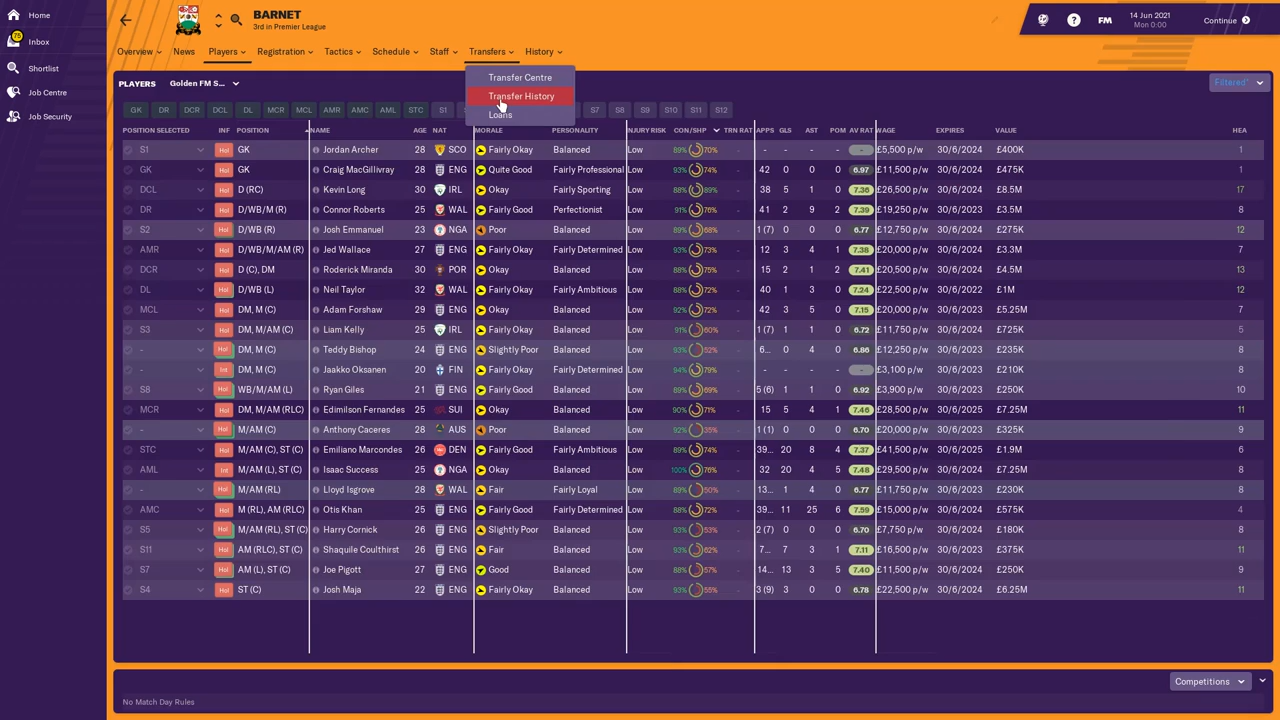 Home
75
Inbox
Shortlist
Job Centre
Job Security
BARNET
3rd in Premier League
? FM
14 Jun 2021
Mon 0:00
Continue
Overview News Players Registration Tactics Schedule Staff Transfers History
Transfer Centre
Transfer History
Loans
PLAYERS Golden FM S...
Filtered*
GK DR DCR DCL DL MCR MCL AMR AMC AML STC S1 S7 S8 S9 S10 S11 S12
POSITION SELECTED INF POSITION NAME AGE NAT MORALE PERSONALITY INJURY RISK CON/SHP TRN RAT APPS GLS AST POM AV RAT WAGE EXPIRES VALUE HEA
S1 Hol GK Jordan Archer 28 SCO Fairly Okay Balanced Low 89% 70% - - - - - - £5,500 p/w 30/6/2024 £400K 1
GK Hol GK Craig MacGillivray 28 ENG Quite Good Fairly Professional Low 93% 74% - 42 0 0 0 6.97 £11,500 p/w 30/6/2024 £475K 1
DCL Hol D (RC) Kevin Long 30 IRL Okay Fairly Sporting Low 88% 89% - 38 5 1 0 7.36 £26,500 p/w 30/6/2024 £8.5M 17
DR Hol D/WB/M (R) Connor Roberts 25 WAL Fairly Good Perfectionist Low 91% 76% - 41 2 9 2 7.39 £19,250 p/w 30/6/2023 £3.5M 8
S2 Hol D/WB (R) Josh Emmanuel 23 NGA Poor Balanced Low 89% 68% - 1 (7) 0 0 0 6.77 £12,750 p/w 30/6/2024 £275K 12
AMR Hol D/WB/M/AM (R) Jed Wallace 27 ENG Fairly Okay Fairly Determined Low 93% 73% - 12 3 4 1 7.38 £20,000 p/w 30/6/2024 £3.3M 7
DCR Hol D (C), DM Roderick Miranda 30 POR Okay Balanced Low 88% 75% - 15 2 1 2 7.41 £20,500 p/w 30/6/2024 £4.5M 13
DL Hol D/WB (L) Neil Taylor 32 WAL Fairly Okay Fairly Ambitious Low 88% 72% - 40 1 3 0 7.24 £22,500 p/w 30/6/2022 £1M 12
MCL Hol DM, M (C) Adam Forshaw 29 ENG Okay Balanced Low 92% 72% - 42 3 5 0 7.15 £20,000 p/w 30/6/2024 £5.25M 7
S3 Hol DM, M/AM (C) Liam Kelly 25 IRL Fairly Okay Balanced Low 91% 60% - 1 (7) 1 1 0 6.72 £11,750 p/w 30/6/2024 £725K 5
- Hol DM, M (C) Teddy Bishop 24 ENG Slightly Poor Balanced Low 93% 52% - 6... 0 4 0 6.86 £12,250 p/w 30/6/2023 £235K 8
- Int DM, M (C) Jaakko Oksanen 20 FIN Fairly Okay Fairly Determined Low 94% 79% - - - - - - £3,100 p/w 30/6/2024 £210K 8
S8 Hol WB/M/AM (L) Ryan Giles 21 ENG Fairly Good Balanced Low 89% 69% - 5 (6) 1 1 0 6.92 £3,900 p/w 30/6/2024 £250K 10
MCR Hol DM, M/AM (RLC) Edimilson Fernandes 25 SUI Okay Balanced Low 90% 71% - 15 5 4 1 7.46 £28,500 p/w 30/6/2025 £7.25M 11
- Hol M/AM (C) Anthony Caceres 28 AUS Poor Balanced Low 92% 35% - 1 (1) 0 0 0 6.70 £20,000 p/w 30/6/2024 £325K 9
STC Hol M/AM (C), ST (C) Emiliano Marcondes 26 DEN Fairly Good Fairly Ambitious Low 89% 74% - 39... 20 8 4 7.37 £41,500 p/w 30/6/2025 £1.9M 6
AML Int M/AM (L), ST (C) Isaac Success 25 NGA Okay Balanced Low 100% 76% - 32 20 4 5 7.48 £29,500 p/w 30/6/2024 £7.25M 8
- Hol M/AM (RL) Lloyd Isgrove 28 WAL Fair Fairly Loyal Low 89% 50% - 13... 1 4 0 6.77 £11,750 p/w 30/6/2023 £230K 8
AMC Hol M (RL), AM (RLC) Otis Khan 25 ENG Fairly Good Fairly Determined Low 88% 72% - 39... 11 25 6 7.59 £15,000 p/w 30/6/2024 £575K 4
S5 Hol M/AM (RL), ST (C) Harry Cornick 26 ENG Slightly Poor Balanced Low 93% 53% - 2 (7) 0 0 0 6.70 £7,750 p/w 30/6/2023 £180K 8
S11 Hol AM (RLC), ST (C) Shaquile Coulthirst 26 ENG Fair Balanced Low 93% 62% - 7... 7 3 1 7.11 £16,500 p/w 30/6/2024 £375K 11
S7 Hol AM (L), ST (C) Joe Pigott 27 ENG Good Balanced Low 88% 57% - 14... 13 3 5 7.40 £11,500 p/w 30/6/2024 £250K 9
S4 Hol ST (C) Josh Maja 22 ENG Fairly Okay Balanced Low 93% 55% - 3 (9) 0 1 0 6.78 £22,500 p/w 30/6/2024 £6.25M 11
Competitions
No Match Day Rules